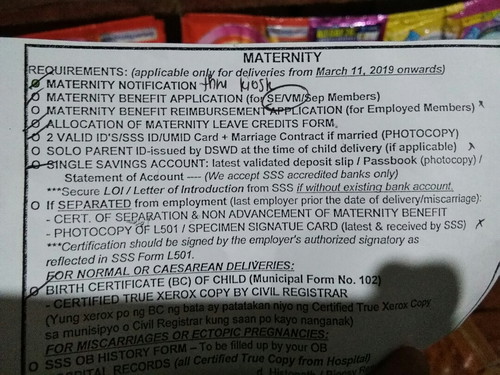 MATERNITY
REQUIREMENTS: (applicable only for deliveries from March 11, 2019 onwards)
O MATERNITY NOTIFICATION thru kiosk
O MATERNITY BENEFIT APPLICATION (for SE/VM/Sep Members)
O MATERNITY BENEFIT REIMBURSEMENT APPLICATION (for Employed Members) x
O ALLOCATION OF MATERNITY LEAVE CREDITS FORM,
O 2 VALID ID'S/SSS ID/UMID Card + Marriage Contract if married (PHOTOCOPY)
O SOLO PARENT ID-issued by DSWD at the time of child delivery (if applicable) x
O SINGLE SAVINGS ACCOUNT: latest validated deposit slip / Passbook (photocopy) /
Statement of Account ---- (We accept SSS accredited banks only)
***Secure LOI / Letter of Introduction from SSS if without existing bank account.
O If SEPARATED from employment (last employer prior the date of delivery/miscarriage):
- CERT. OF SEPARATION & NON ADVANCEMENT OF MATERNITY BENEFIT
- PHOTOCOPY OF L501 / SPECIMEN SIGNATUE CARD (latest & received by SSS) x
***Certification should be signed by the employer's authorized signatory as
reflected in SSS Form L501.
FOR NORMAL OR CAESAREAN DELIVERIES:
O BIRTH CERTIFICATE (BC) OF CHILD (Municipal Form No. 102)
- CERTIFIED TRUE XEROX COPY BY CIVIL REGISTRAR
(Yung xerox po ng BC ng bata ay patatakan niyo ng Certified True Xerox Copy
sa munisipyo o Civil Registrar kung saan po kayo nanganak)
FOR MISCARRIAGES OR ECTOPIC PREGNANCIES:
O SSS OB HISTORY FORM – To be filled up by your OB
HOSPITAL RECORDS (all Certified True Copy from Hospital)